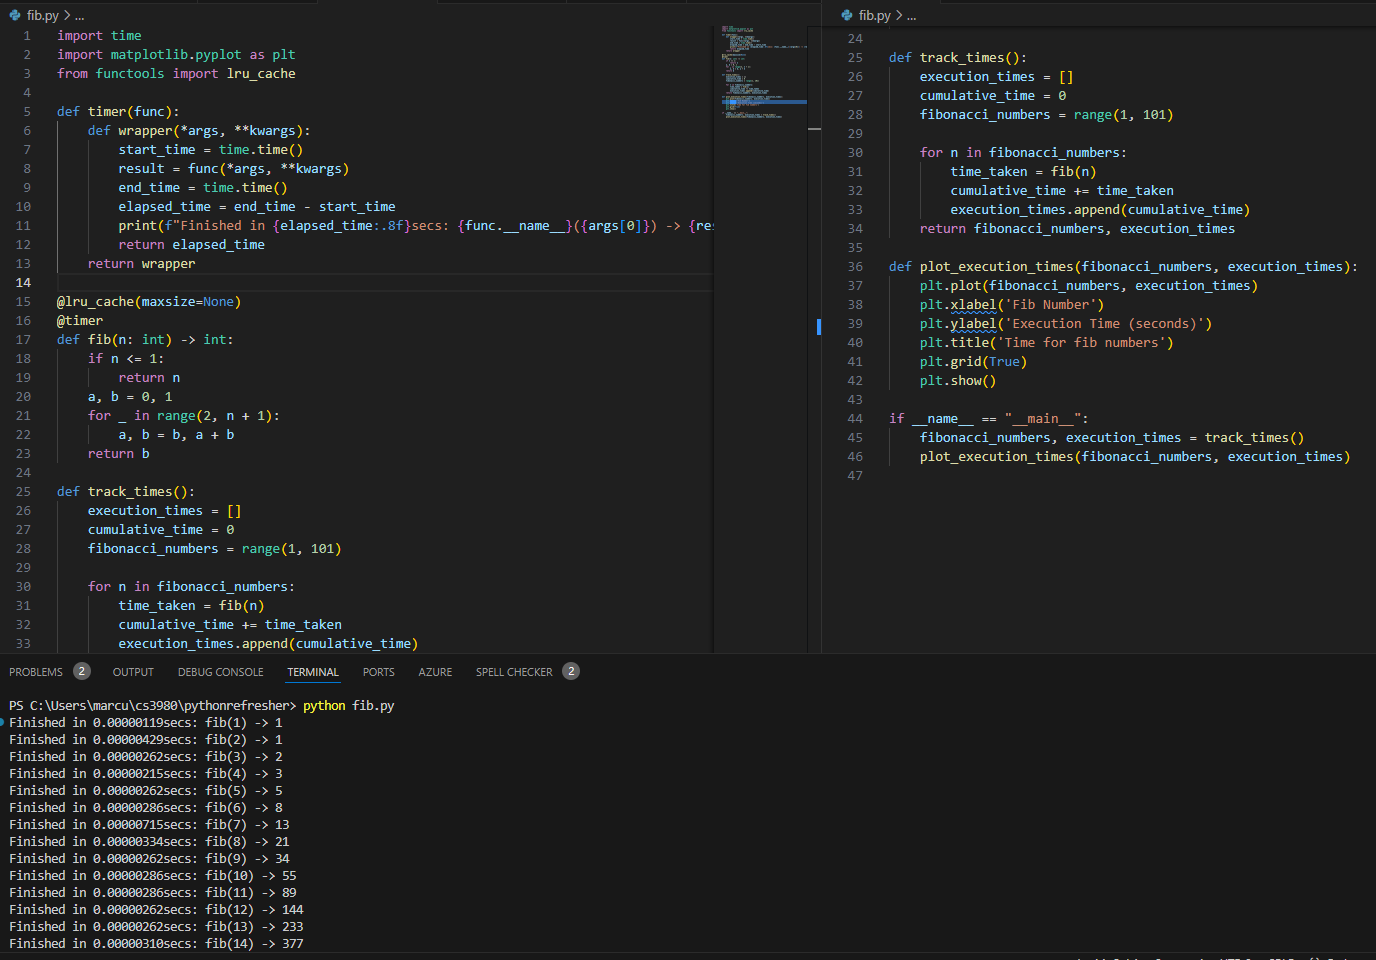 fib.py > ...
1 import time
2 import matplotlib.pyplot as plt
3 from functools import lru_cache
4
5 def timer(func):
6     def wrapper(*args, **kwargs):
7         start_time = time.time()
8         result = func(*args, **kwargs)
9         end_time = time.time()
10         elapsed_time = end_time - start_time
11         print(f"Finished in {elapsed_time:.8f}secs: {func.__name__}({args[0]}) -> {res
12         return elapsed_time
13     return wrapper
14
15 @lru_cache(maxsize=None)
16 @timer
17 def fib(n: int) -> int:
18     if n <= 1:
19         return n
20     a, b = 0, 1
21     for _ in range(2, n + 1):
22         a, b = b, a + b
23     return b
24
25 def track_times():
26     execution_times = []
27     cumulative_time = 0
28     fibonacci_numbers = range(1, 101)
29
30     for n in fibonacci_numbers:
31         time_taken = fib(n)
32         cumulative_time += time_taken
33         execution_times.append(cumulative_time)
fib.py > ...
24
25 def track_times():
26     execution_times = []
27     cumulative_time = 0
28     fibonacci_numbers = range(1, 101)
29
30     for n in fibonacci_numbers:
31         time_taken = fib(n)
32         cumulative_time += time_taken
33         execution_times.append(cumulative_time)
34     return fibonacci_numbers, execution_times
35
36 def plot_execution_times(fibonacci_numbers, execution_times):
37     plt.plot(fibonacci_numbers, execution_times)
38     plt.xlabel('Fib Number')
39     plt.ylabel('Execution Time (seconds)')
40     plt.title('Time for fib numbers')
41     plt.grid(True)
42     plt.show()
43
44 if __name__ == "__main__":
45     fibonacci_numbers, execution_times = track_times()
46     plot_execution_times(fibonacci_numbers, execution_times)
47
PROBLEMS 2 OUTPUT DEBUG CONSOLE TERMINAL PORTS AZURE SPELL CHECKER 2
PS C:\Users\marcu\cs3980\pythonrefresher> python fib.py
Finished in 0.00000119secs: fib(1) -> 1
Finished in 0.00000429secs: fib(2) -> 1
Finished in 0.00000262secs: fib(3) -> 2
Finished in 0.00000215secs: fib(4) -> 3
Finished in 0.00000262secs: fib(5) -> 5
Finished in 0.00000286secs: fib(6) -> 8
Finished in 0.00000715secs: fib(7) -> 13
Finished in 0.00000334secs: fib(8) -> 21
Finished in 0.00000262secs: fib(9) -> 34
Finished in 0.00000286secs: fib(10) -> 55
Finished in 0.00000286secs: fib(11) -> 89
Finished in 0.00000262secs: fib(12) -> 144
Finished in 0.00000262secs: fib(13) -> 233
Finished in 0.00000310secs: fib(14) -> 377